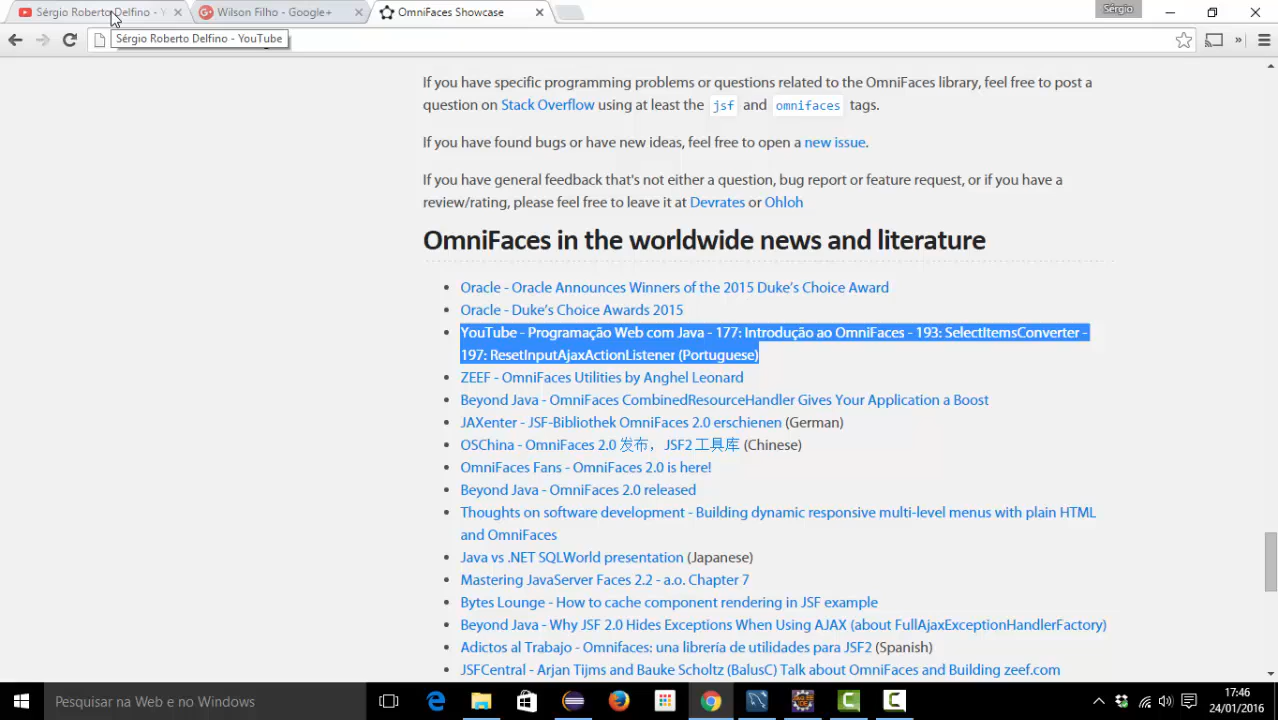 Sérgio Roberto Delfino - Y
Wilson Filho - Google+
OmniFaces Showcase
Sérgio
Sérgio Roberto Delfino - YouTube
If you have specific programming problems or questions related to the OmniFaces library, feel free to post a
question on Stack Overflow using at least the jsf and omnifaces tags.
If you have found bugs or have new ideas, feel free to open a new issue.
If you have general feedback that's not either a question, bug report or feature request, or if you have a
review/rating, please feel free to leave it at Devrates or Ohloh
OmniFaces in the worldwide news and literature
Oracle - Oracle Announces Winners of the 2015 Duke's Choice Award
Oracle - Duke's Choice Awards 2015
YouTube - Programação Web com Java - 177: Introdução ao OmniFaces - 193: SelectItemsConverter -
197: ResetInputAjaxActionListener (Portuguese)
ZEEF - OmniFaces Utilities by Anghel Leonard
Beyond Java - OmniFaces CombinedResourceHandler Gives Your Application a Boost
JAXenter - JSF-Bibliothek OmniFaces 2.0 erschienen (German)
OSChina - OmniFaces 2.0 发布，JSF2 工具库 (Chinese)
OmniFaces Fans - OmniFaces 2.0 is here!
Beyond Java - OmniFaces 2.0 released
Thoughts on software development - Building dynamic responsive multi-level menus with plain HTML
and OmniFaces
Java vs .NET SQLWorld presentation (Japanese)
Mastering JavaServer Faces 2.2 - a.o. Chapter 7
Bytes Lounge - How to cache component rendering in JSF example
Beyond Java - Why JSF 2.0 Hides Exceptions When Using AJAX (about FullAjaxExceptionHandlerFactory)
Adictos al Trabajo - Omnifaces: una librería de utilidades para JSF2 (Spanish)
JSFCentral - Arjan Tijms and Bauke Scholtz (BalusC) Talk about OmniFaces and Building zeef.com
Pesquisar na Web e no Windows
17:46
24/01/2016